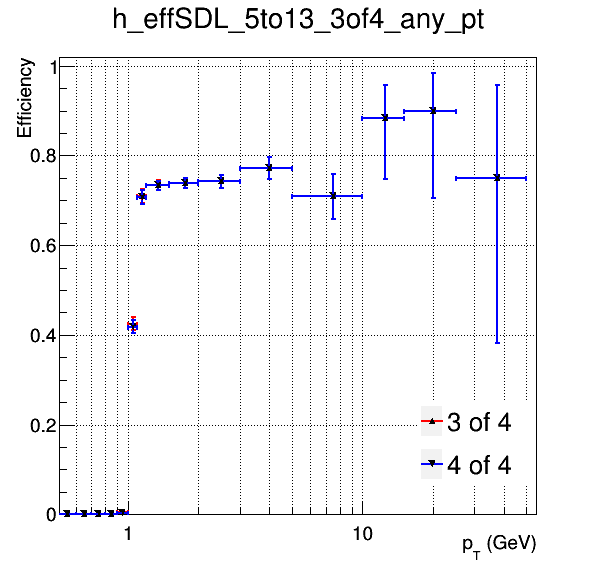 h_effSDL_5to13_3of4_any_pt
Efficiency
1
0.8
0.6
0.4
0.2
0
3 of 4
4 of 4
1
10
p_T (GeV)